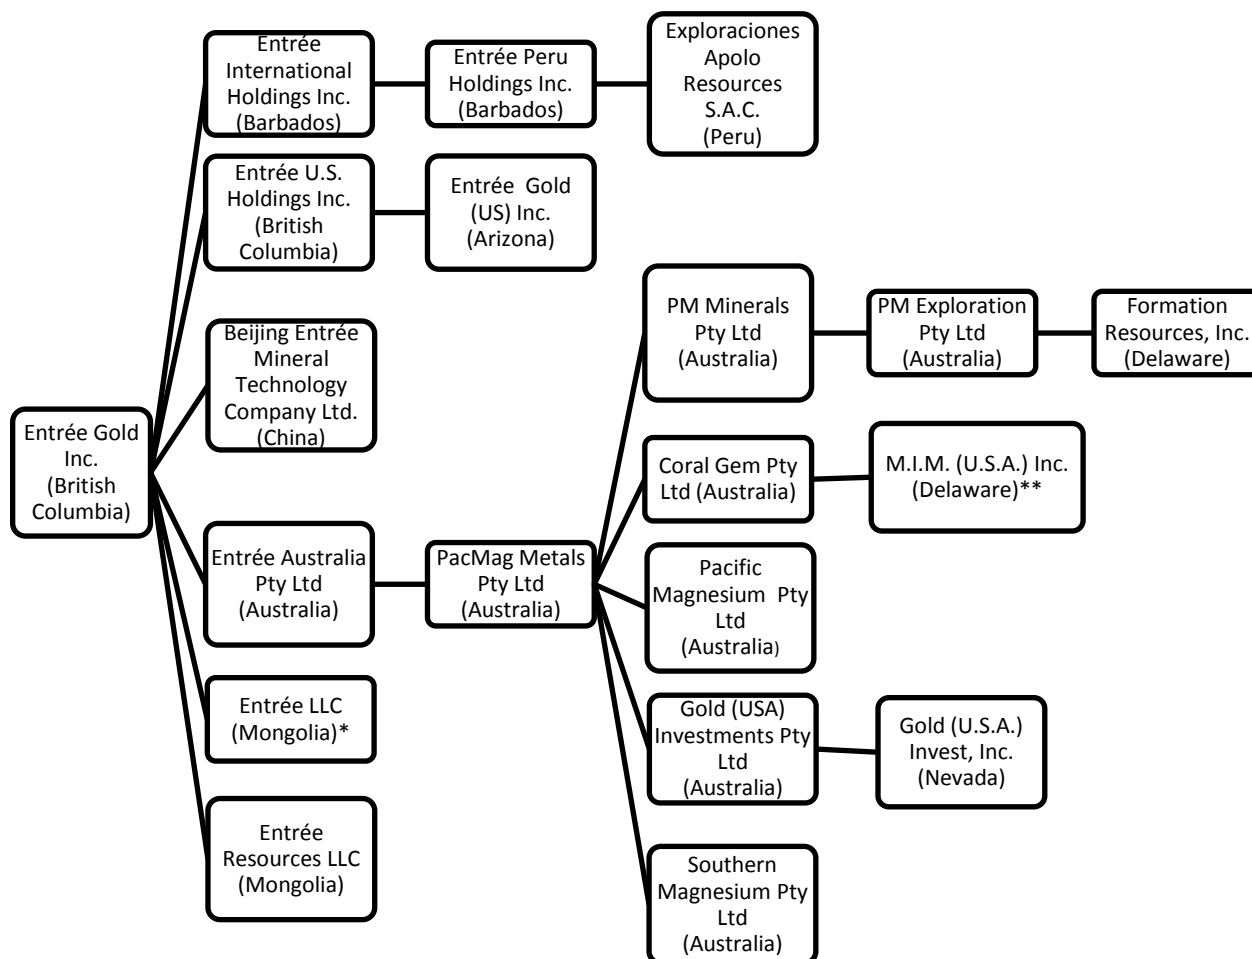 Entrée
International
Holdings Inc.
(Barbados)
Entrée Peru
Holdings Inc.
(Barbados)
Exploraciones
Apolo
Resources
S.A.C.
(Peru)
Entrée U.S.
Holdings Inc.
(British
Columbia)
Entrée Gold
(US) Inc.
(Arizona)
Beijing Entrée
Mineral
Technology
Company Ltd.
(China)
Entrée Gold
Inc.
(British
Columbia)
Entrée Australia
Pty Ltd
(Australia)
PacMag Metals
Pty Ltd
(Australia)
PM Minerals
Pty Ltd
(Australia)
PM Exploration
Pty Ltd
(Australia)
Formation
Resources, Inc.
(Delaware)
Coral Gem Pty
Ltd (Australia)
M.I.M. (U.S.A.) Inc.
(Delaware)**
Pacific
Magnesium Pty
Ltd
(Australia)
Gold (USA)
Investments Pty
Ltd
(Australia)
Gold (U.S.A.)
Invest, Inc.
(Nevada)
Southern
Magnesium Pty
Ltd
(Australia)
Entrée LLC
(Mongolia)*
Entrée
Resources LLC
(Mongolia)